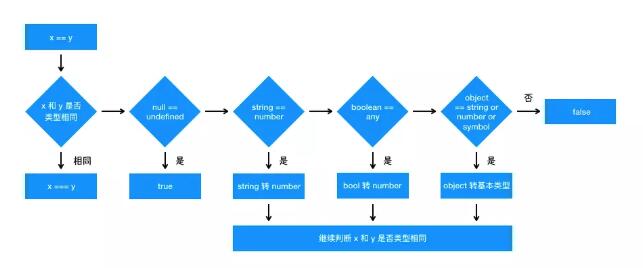 x == y
x 和 y 是否
类型相同
null ==
undefined
string ==
number
boolean ==
any
object
== string or
number or
symbol
否
false
相同
是
是
是
是
x === y
true
string 转 number
bool 转 number
object 转基本类型
继续判断 x 和 y 是否类型相同